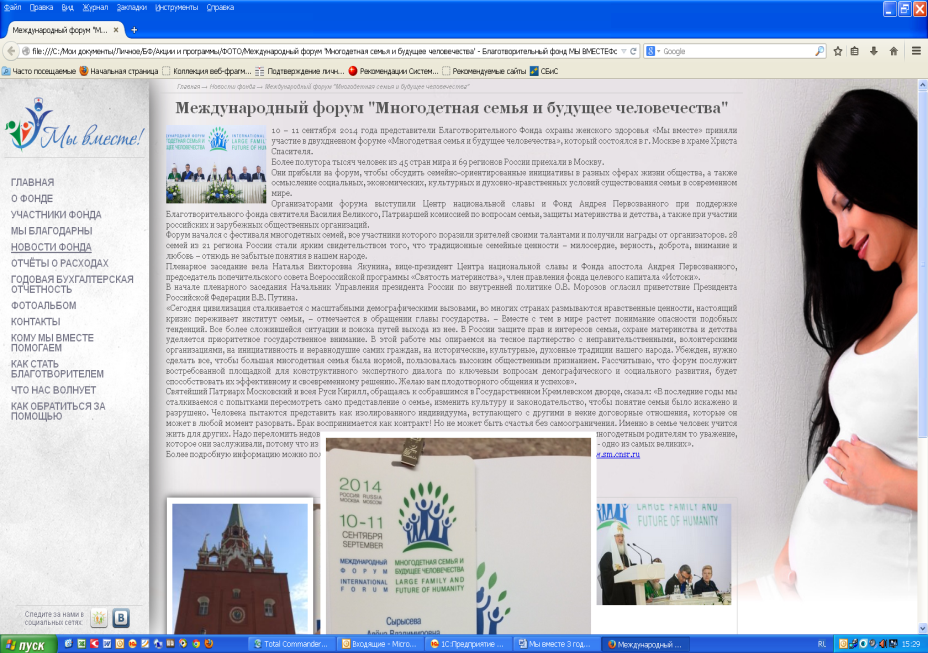 Файл Правка Вид Журнал Закладки Инструменты Справка
Международный форум "М...
file:///C:/Мои документы/Личное/БФ/Акции и программы/ФОТО/Международный форум 'Многодетная семья и будущее человечества' - Благотворительный фонд МЫ ВМЕСТЕФс
Google
Часто посещаемые Начальная страница Коллекция веб-фрагм... Подтверждение личн... Рекомендации Систем... Рекомендуемые сайты СБиС
Главная → Новости фонда → Международный форум "Многодетная семья и будущее человечества"
Мы вместе!
ГЛАВНАЯ
О ФОНДЕ
УЧАСТНИКИ ФОНДА
МЫ БЛАГОДАРНЫ
НОВОСТИ ФОНДА
ОТЧЁТЫ О РАСХОДАХ
ГОДОВАЯ БУХГАЛТЕРСКАЯ
ОТЧЕТНОСТЬ
ФОТОАЛЬБОМ
КОНТАКТЫ
КОМУ МЫ ВМЕСТЕ
ПОМОГАЕМ
КАК СТАТЬ
БЛАГОТВОРИТЕЛЕМ
ЧТО НАС ВОЛНУЕТ
КАК ОБРАТИТЬСЯ ЗА
ПОМОЩЬЮ
Следите за нами в
социальных сетях:
Международный форум "Многодетная семья и будущее человечества"
10 – 11 сентября 2014 года представители Благотворительного Фонда охраны женского здоровья «Мы вместе» приняли
участие в двухдневном форуме «Многодетная семья и будущее человечества», который состоялся в г. Москве в храме Христа
Спасителя.
Более полутора тысяч человек из 45 стран мира и 69 регионов России приехали в Москву.
Они прибыли на форум, чтобы обсудить семейно-ориентированные инициативы в разных сферах жизни общества, а также
осмысление социальных, экономических, культурных и духовно-нравственных условий существования семьи в современном
мире.
Организаторами форума выступили Центр национальной славы и Фонд Андрея Первозванного при поддержке
Благотворительного фонда святителя Василия Великого, Патриаршей комиссией по вопросам семьи, защиты материнства и детства, а также при участии
российских и зарубежных общественных организаций.
Форум начался с фестиваля многодетных семей, все участники которого поразили зрителей своими талантами и получили награды от организаторов. 28
семей из 21 региона России стали ярким свидетельством того, что традиционные семейные ценности – милосердие, верность, доброта, внимание и
любовь – отнюдь не забытые понятия в нашем народе.
Пленарное заседание вела Наталья Викторовна Якунина, вице-президент Центра национальной славы и Фонда апостола Андрея Первозванного,
председатель попечительского совета Всероссийской программы «Святость материнства», член правления фонда целевого капитала «Истоки».
В начале пленарного заседания Начальник Управления президента России по внутренней политике О.В. Морозов огласил приветствие Президента
Российской Федерации В.В. Путина.
«Сегодня цивилизация сталкивается с масштабными демографическими вызовами, во многих странах размываются нравственные ценности, настоящий
кризис переживает институт семьи, – отмечается в обращении главы государства. – Вместе с тем в мире растет понимание опасности подобных
тенденций. Все более сложившейся ситуации и поиска путей выхода из нее. В России защите прав и интересов семьи, охране материнства и детства
уделяется приоритетное государственное внимание. В этой работе мы опираемся на тесное партнерство с неправительственными, волонтерскими
организациями, на инициативность и неравнодушие самих граждан, на исторические, культурные, духовные традиции нашего народа. Убежден, нужно
сделать все, чтобы большая многодетная семья была нормой, пользовалась высоким общественным признанием. Рассчитываю, что форум послужит
востребованной площадкой для конструктивного экспертного диалога по ключевым вопросам демографического и социального развития, будет
способствовать их эффективному и своевременному решению. Желаю вам плодотворного общения и успехов».
Святейший Патриарх Московский и всея Руси Кирилл, обращаясь к собравшимся в Государственном Кремлевском дворце, сказал: «В последние годы мы
сталкиваемся с попытками пересмотреть само представление о семье, изменить культуру и законодательство, чтобы понятие семьи было искажено и
разрушено. Человека пытаются представить как изолированного индивидуума, вступающего с другими в некие договорные отношения, которые он
может в любой момент разорвать. Брак воспринимается как контракт! Но не может быть счастья без самоограничения. Именно в семье человек учится
жить для других. Надо переломить недов многодетным родителям то уважение,
которое они заслуживали, потому что из – одно из самых великих».
Более подробную информацию можно пол w.sm.cnsr.ru
2014
РОССИЯ RUSSIA
МОСКВА MOSCOW
10-11
СЕНТЯБРЯ
SEPTEMBER
МЕЖДУНАРОДНЫЙ
ФОРУМ
INTERNATIONAL
FORUM
МНОГОДЕТНАЯ СЕМЬЯ И
БУДУЩЕЕ ЧЕЛОВЕЧЕСТВА
LARGE FAMILY AND
FUTURE OF HUMANITY
Сырысева
LARGE FAMILY AND
FUTURE OF HUMANITY
пуск Total Commander... Входящие - Micro... 1С:Предприятие ... Мы вместе 3 год... Международный ... RL 15:29